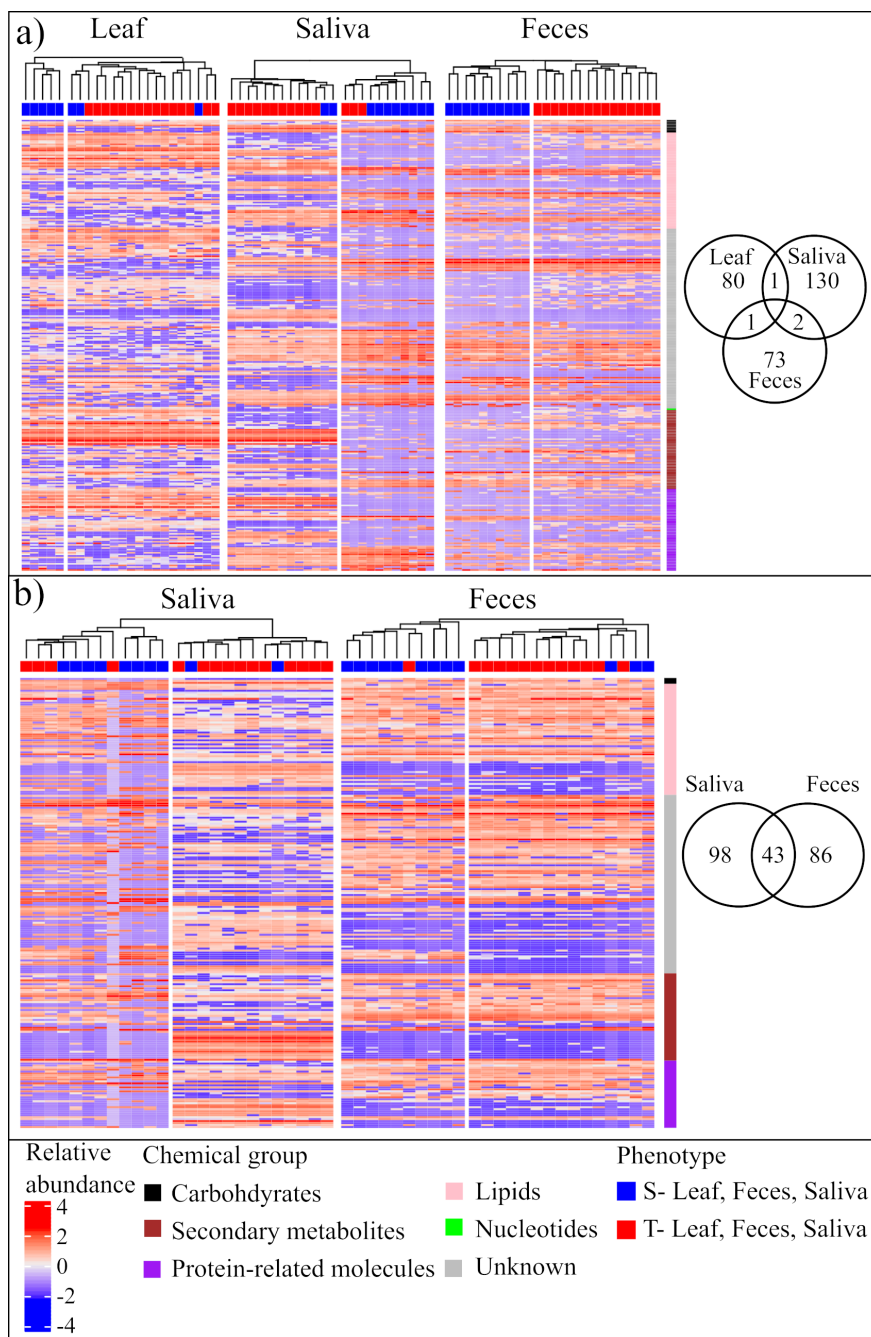 a)
Leaf Saliva Feces
Leaf Saliva
80 1 130
1 2
73
Feces
b)
Saliva Feces
Saliva Feces
98 43 86
Relative
abundance
4
2
0
-2
-4
Chemical group
Carbohdyrates
Secondary metabolites
Protein-related molecules
Lipids
Nucleotides
Unknown
Phenotype
S- Leaf, Feces, Saliva
T- Leaf, Feces, Saliva